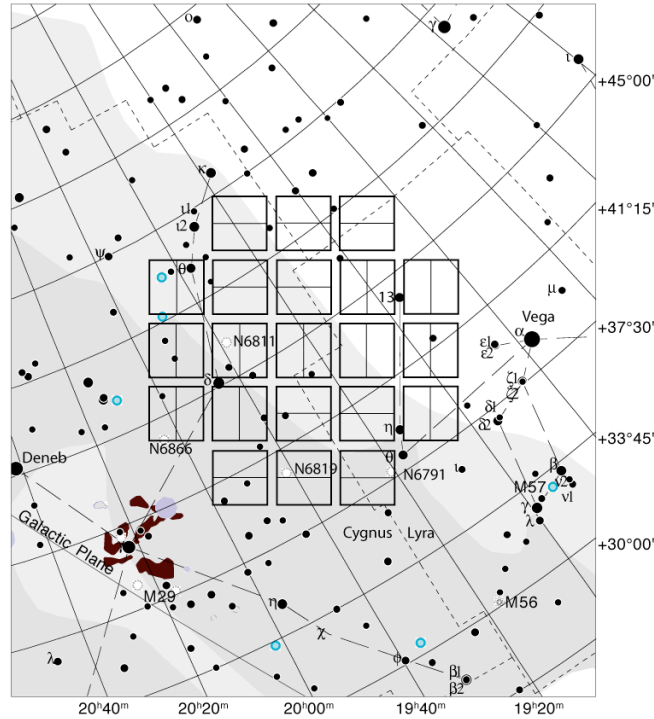 ο
γ
ι
+45°00'
κ
ι1
ι2
+41°15'
ψ
θ
13
μ
Vega
α
+37°30'
ε1
ε2
N6811
δ
ζ1
ζ2
δ1
δ2
+33°45'
η
θ
N6866
Deneb
N6819
N6791
ι
β
M57
ν2
ν1
γ
λ
Galactic Plane
Cygnus
Lyra
+30°00'
M29
η
M56
χ
λ
φ
β1
β2
20h40m
20h20m
20h00m
19h40m
19h20m